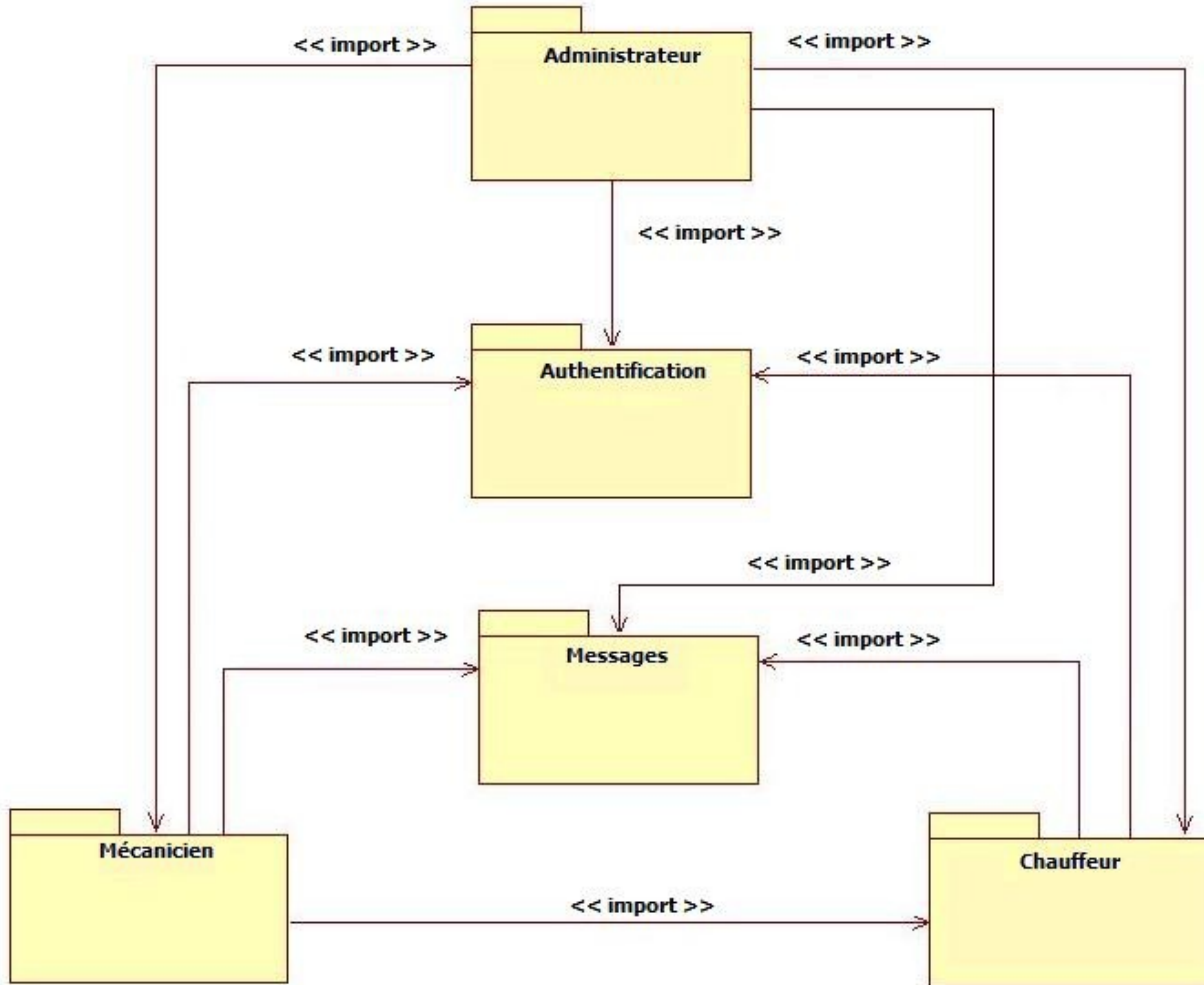 << import >>
<< import >>
Administrateur
<< import >>
<< import >>
<< import >>
Authentification
<< import >>
<< import >>
<< import >>
Messages
Mécanicien
Chauffeur
<< import >>